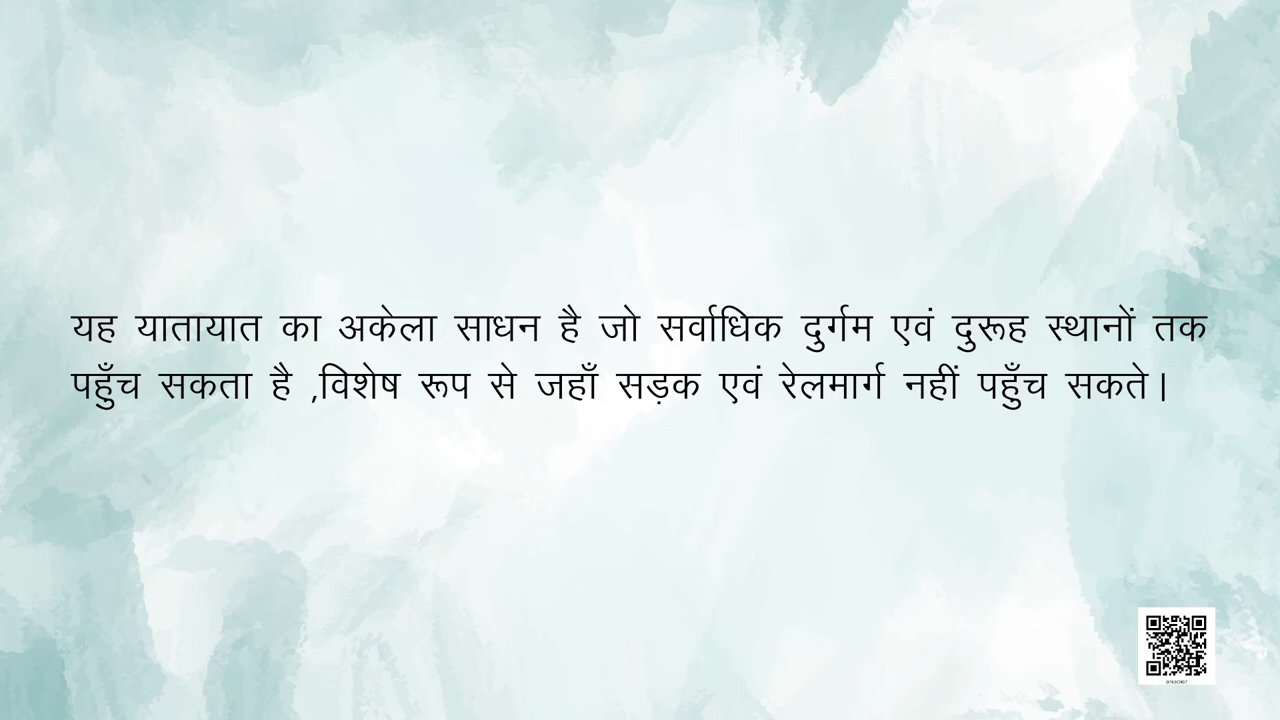 यह यातायात का अकेला साधन है जो सर्वाधिक दुर्गम एवं दुरूह स्थानों तक
पहुँच सकता है ,विशेष रूप से जहाँ सड़क एवं रेलमार्ग नहीं पहुँच सकते।